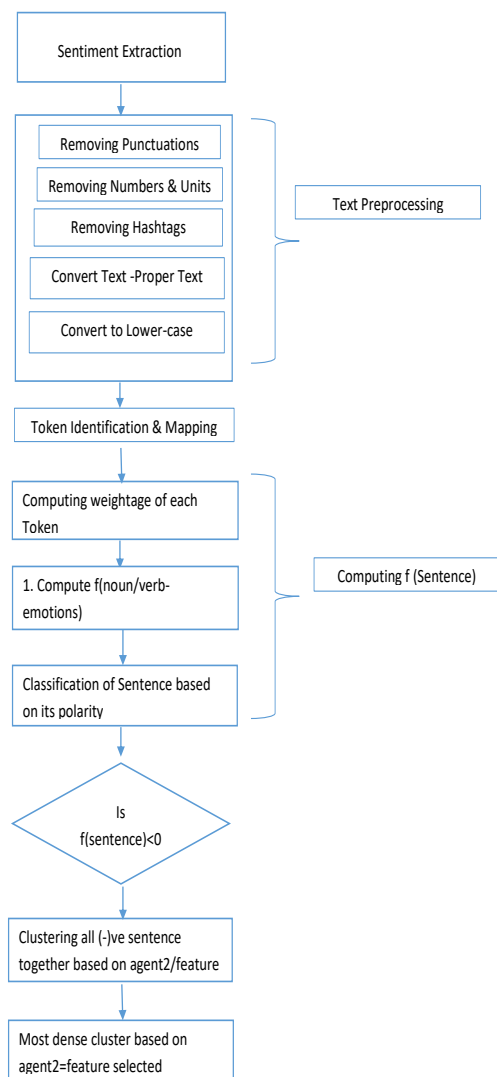 Sentiment Extraction
Removing Punctuations
Removing Numbers & Units
Removing Hashtags
Convert Text -Proper Text
Convert to Lower-case
Text Preprocessing
Token Identification & Mapping
Computing weightage of each
Token
1. Compute f(noun/verb-
emotions)
Classification of Sentence based
on its polarity
Computing f (Sentence)
Is
f(sentence)<0
Clustering all (-)ve sentence
together based on agent2/feature
Most dense cluster based on
agent2=feature selected